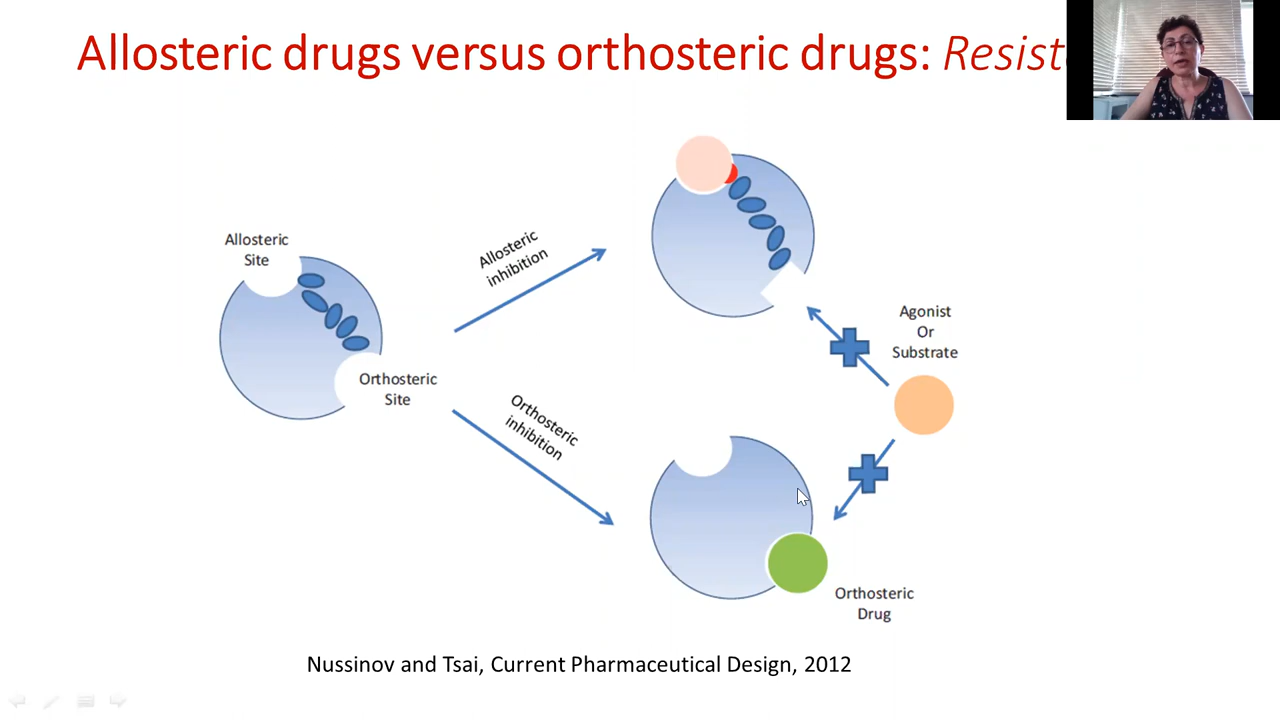 Allosteric drugs versus orthosteric drugs:
Allosteric
Site
Orthosteric
Site
Allosteric
inhibition
Orthosteric
inhibition
Agonist
Or
Substrate
Orthosteric
Drug
Nussinov and Tsai, Current Pharmaceutical Design, 2012